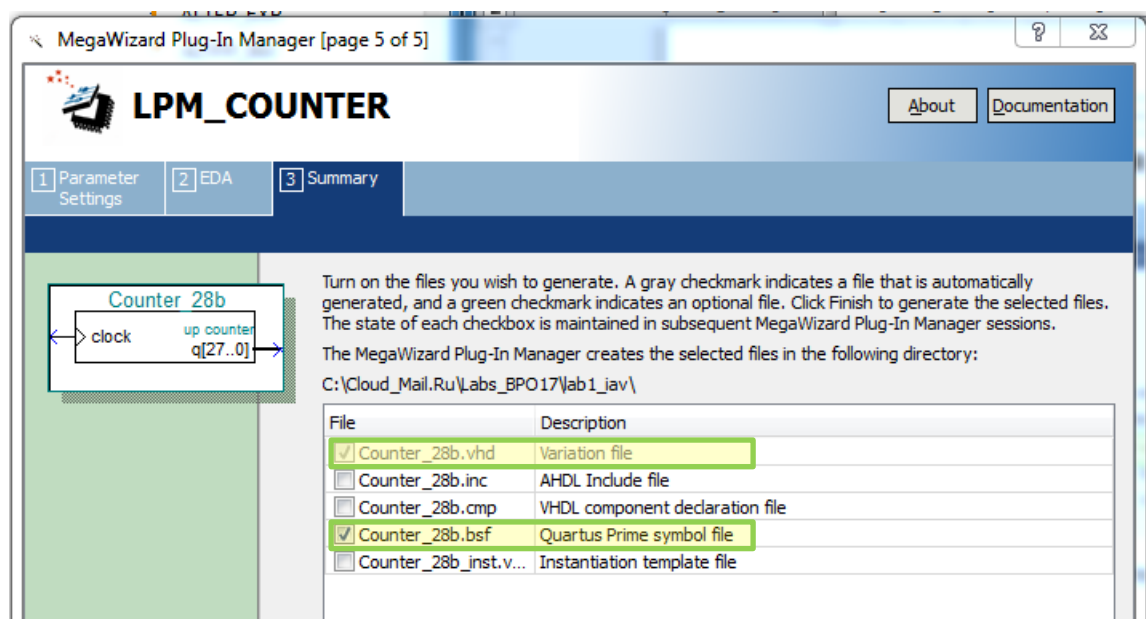 MegaWizard Plug-In Manager [page 5 of 5]
LPM_COUNTER
About
Documentation
1 Parameter Settings
2 EDA
3 Summary
Counter_28b
clock
up counter
q[27..0]
Turn on the files you wish to generate. A gray checkmark indicates a file that is automatically
generated, and a green checkmark indicates an optional file. Click Finish to generate the selected files.
The state of each checkbox is maintained in subsequent MegaWizard Plug-In Manager sessions.
The MegaWizard Plug-In Manager creates the selected files in the following directory:
C:\Cloud_Mail.Ru\Labs_BPO17\lab1_iav\
File Description
Counter_28b.vhd Variation file
Counter_28b.inc AHDL Include file
Counter_28b.cmp VHDL component declaration file
Counter_28b.bsf Quartus Prime symbol file
Counter_28b_inst.v... Instantiation template file